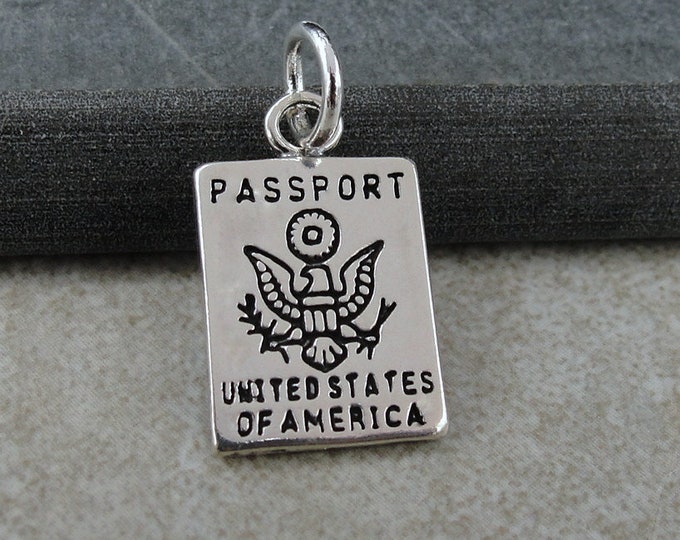 PASSPORT
UNITED STATES
OF AMERICA